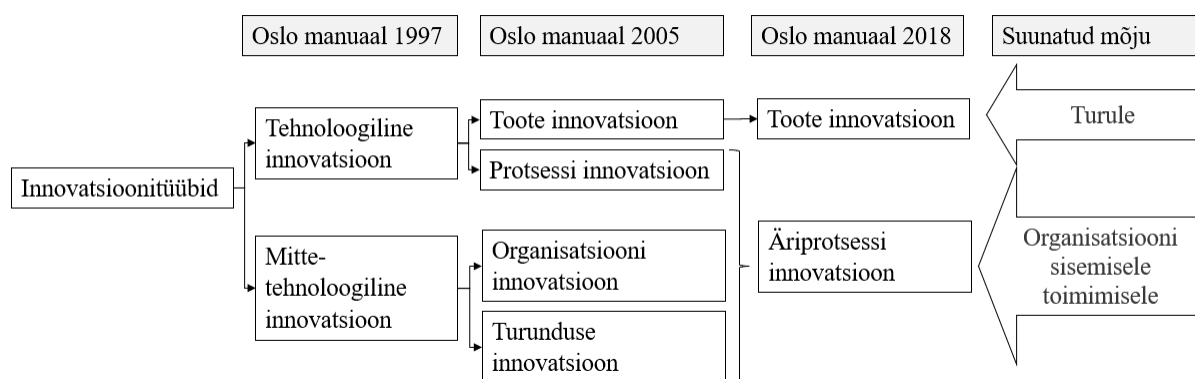 Oslo manuaal 1997
Oslo manuaal 2005
Oslo manuaal 2018
Suunatud mõju
Innovatsioonitüübid
Tehnoloogiline
innovatsioon
Mitte-
tehnoloogiline
innovatsioon
Toote innovatsioon
Protsessi innovatsioon
Organisatsiooni
innovatsioon
Turunduse
innovatsioon
Toote innovatsioon
Äriprotsessi
innovatsioon
Turule
Organisatsiooni
sisemisele
toimimisele